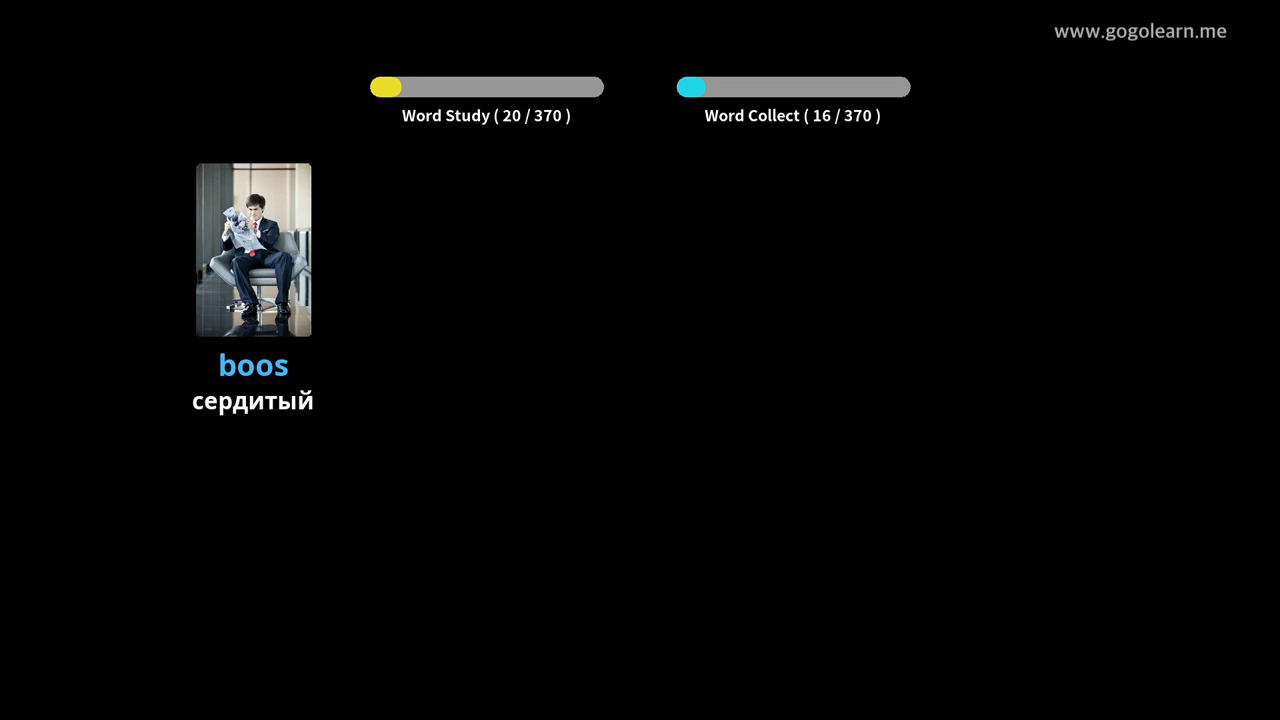 www.gogolearn.me
Word Study ( 20 / 370 )
Word Collect ( 16 / 370 )
boos
сердитый